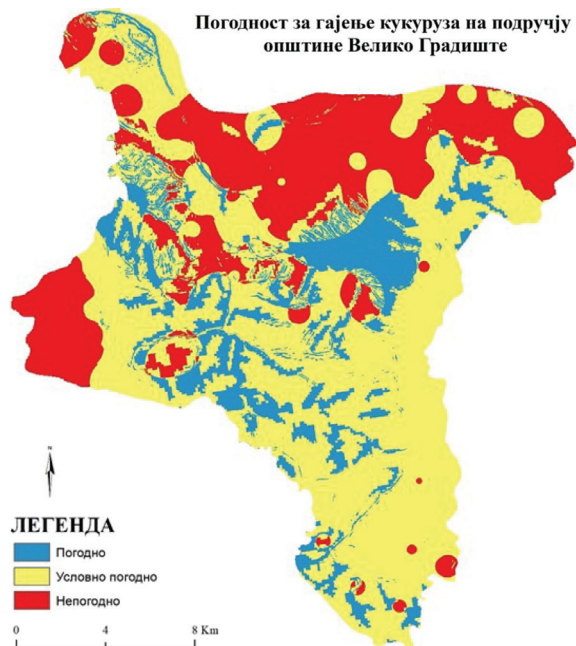 Погодност за гајење кукуруза на подручју
општине Велико Градиште
N
ЛЕГЕНДА
Погодно
Условно погодно
Непогодно
0 4 8 Km